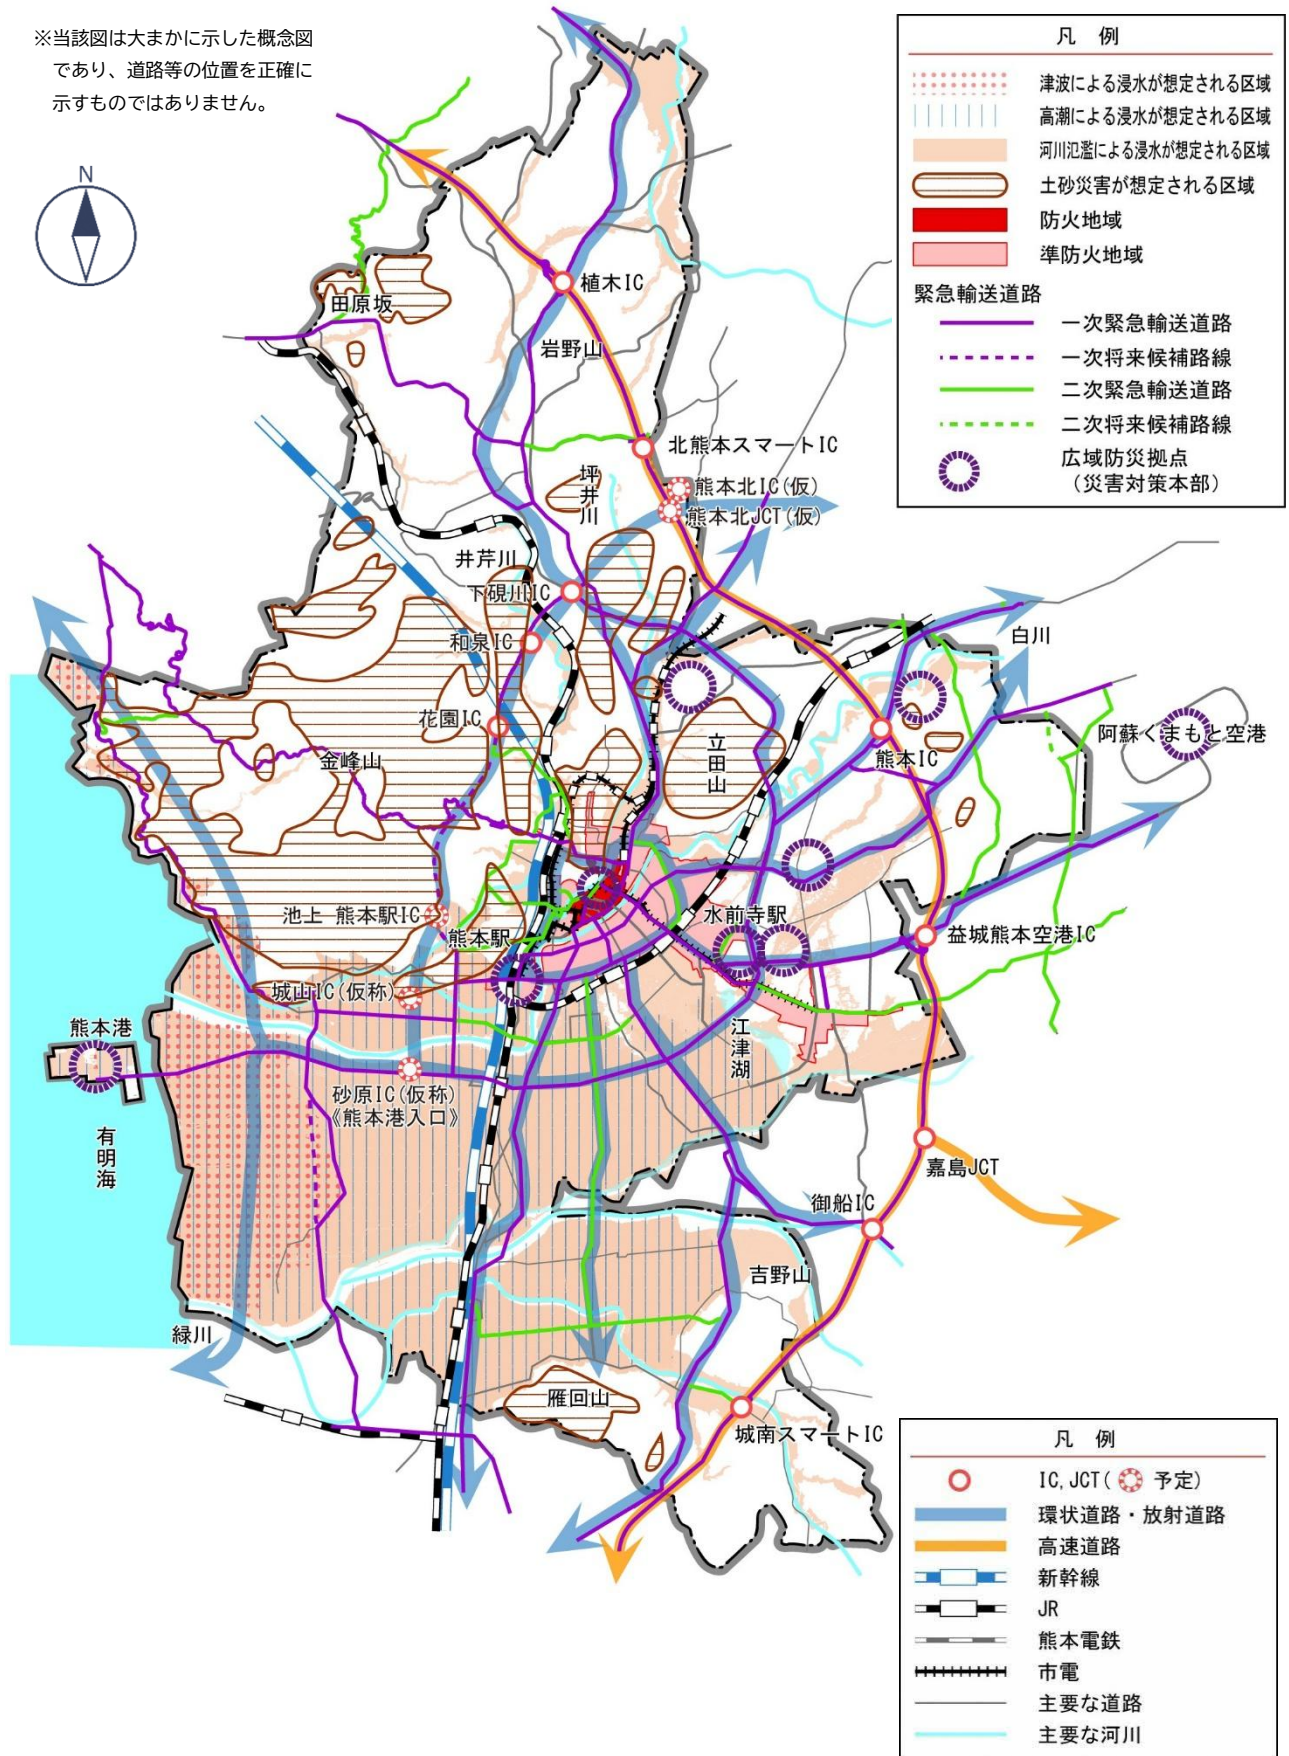 ※当該図は大まかに示した概念図
であり、道路等の位置を正確に
示すものではありません。
N
凡 例
津波による浸水が想定される区域
高潮による浸水が想定される区域
河川氾濫による浸水が想定される区域
土砂災害が想定される区域
防火地域
準防火地域
緊急輸送道路
一次緊急輸送道路
一次将来候補路線
二次緊急輸送道路
二次将来候補路線
広域防災拠点
(災害対策本部)
植木IC
田原坂
岩野山
北熊本スマートIC
坪井川
熊本北IC(仮)
熊本北JCT(仮)
井芹川
下硯川IC
和泉IC
白川
花園IC
金峰山
立田山
熊本IC
阿蘇くまもと空港
池上 熊本駅IC
熊本駅
水前寺駅
益城熊本空港IC
城山IC(仮称)
熊本港
江津湖
砂原IC(仮称)
《熊本港入口》
有明海
嘉島JCT
御船IC
吉野山
緑川
雁回山
城南スマートIC
凡 例
IC,JCT( 予定)
環状道路・放射道路
高速道路
新幹線
JR
熊本電鉄
市電
主要な道路
主要な河川